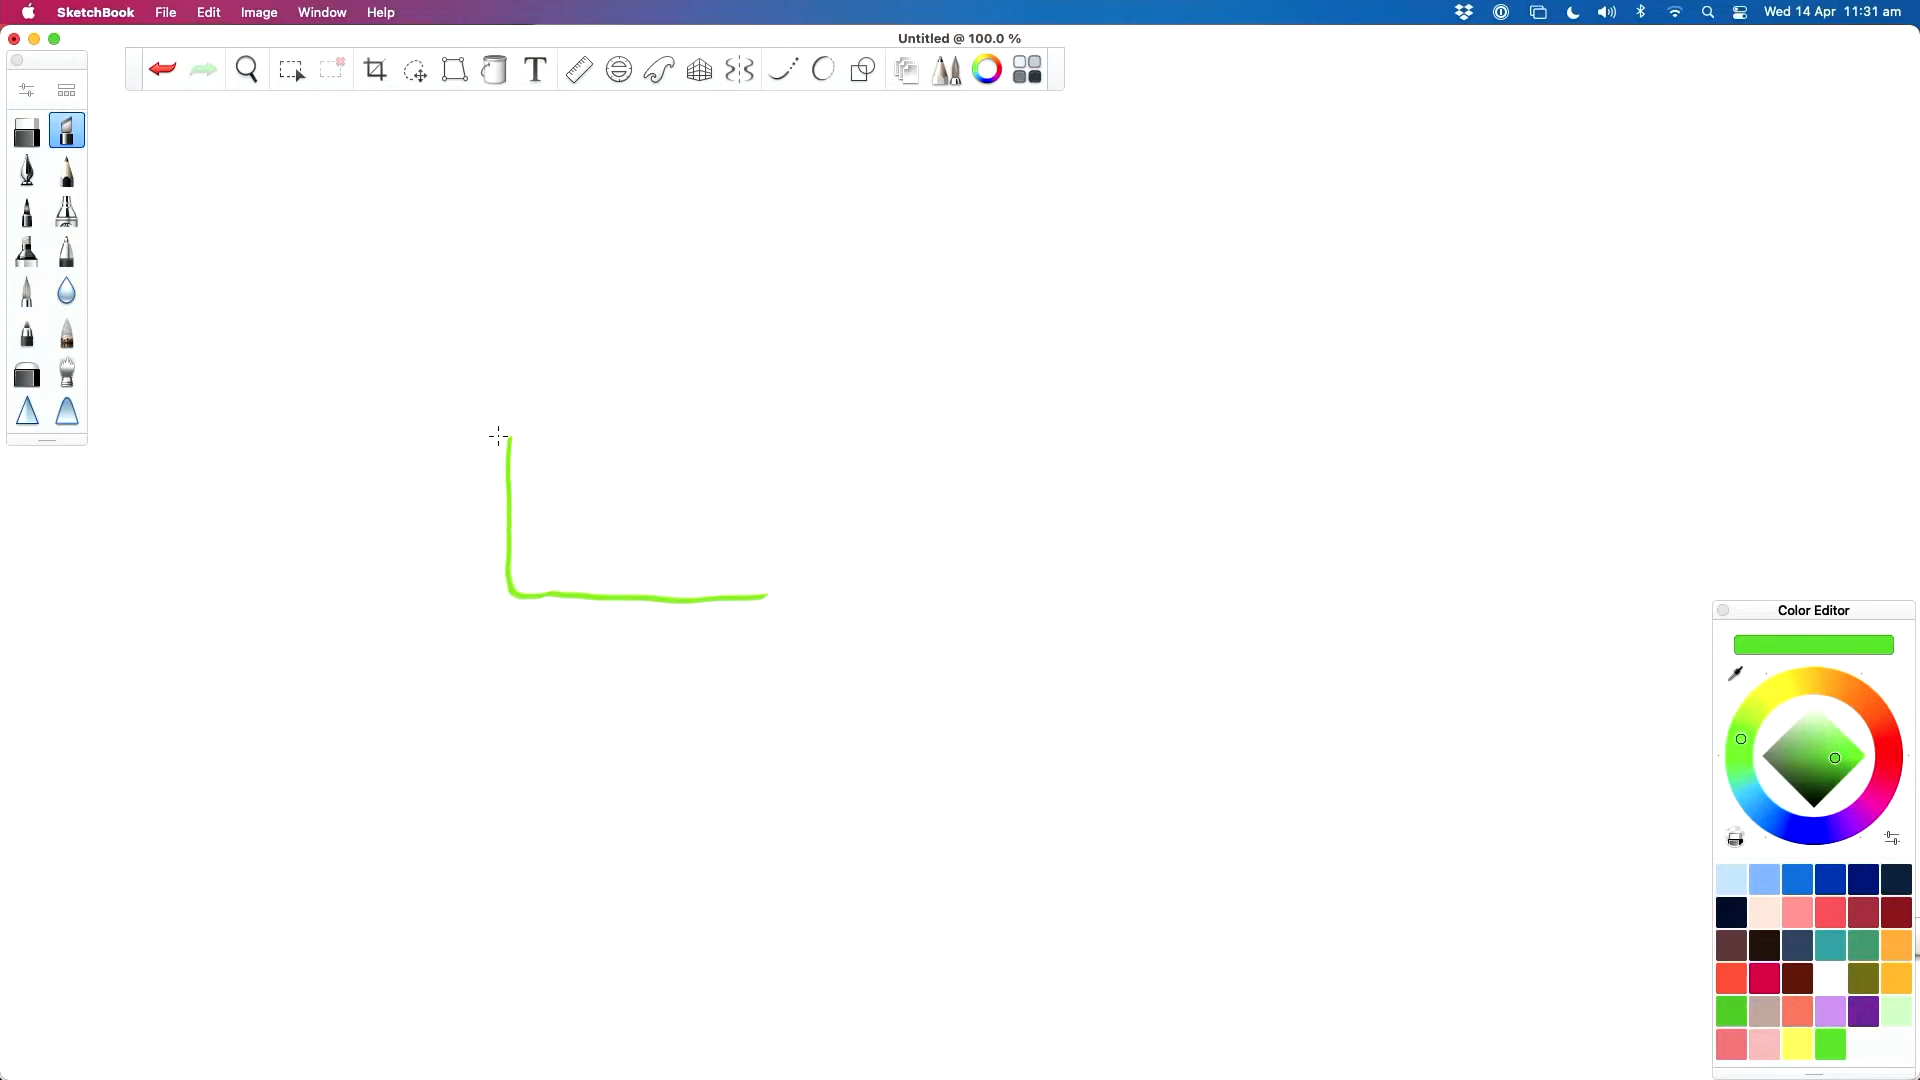 SketchBook File Edit Image Window Help Wed 14 Apr 11:31 am
Untitled @ 100.0 %
T
Color Editor